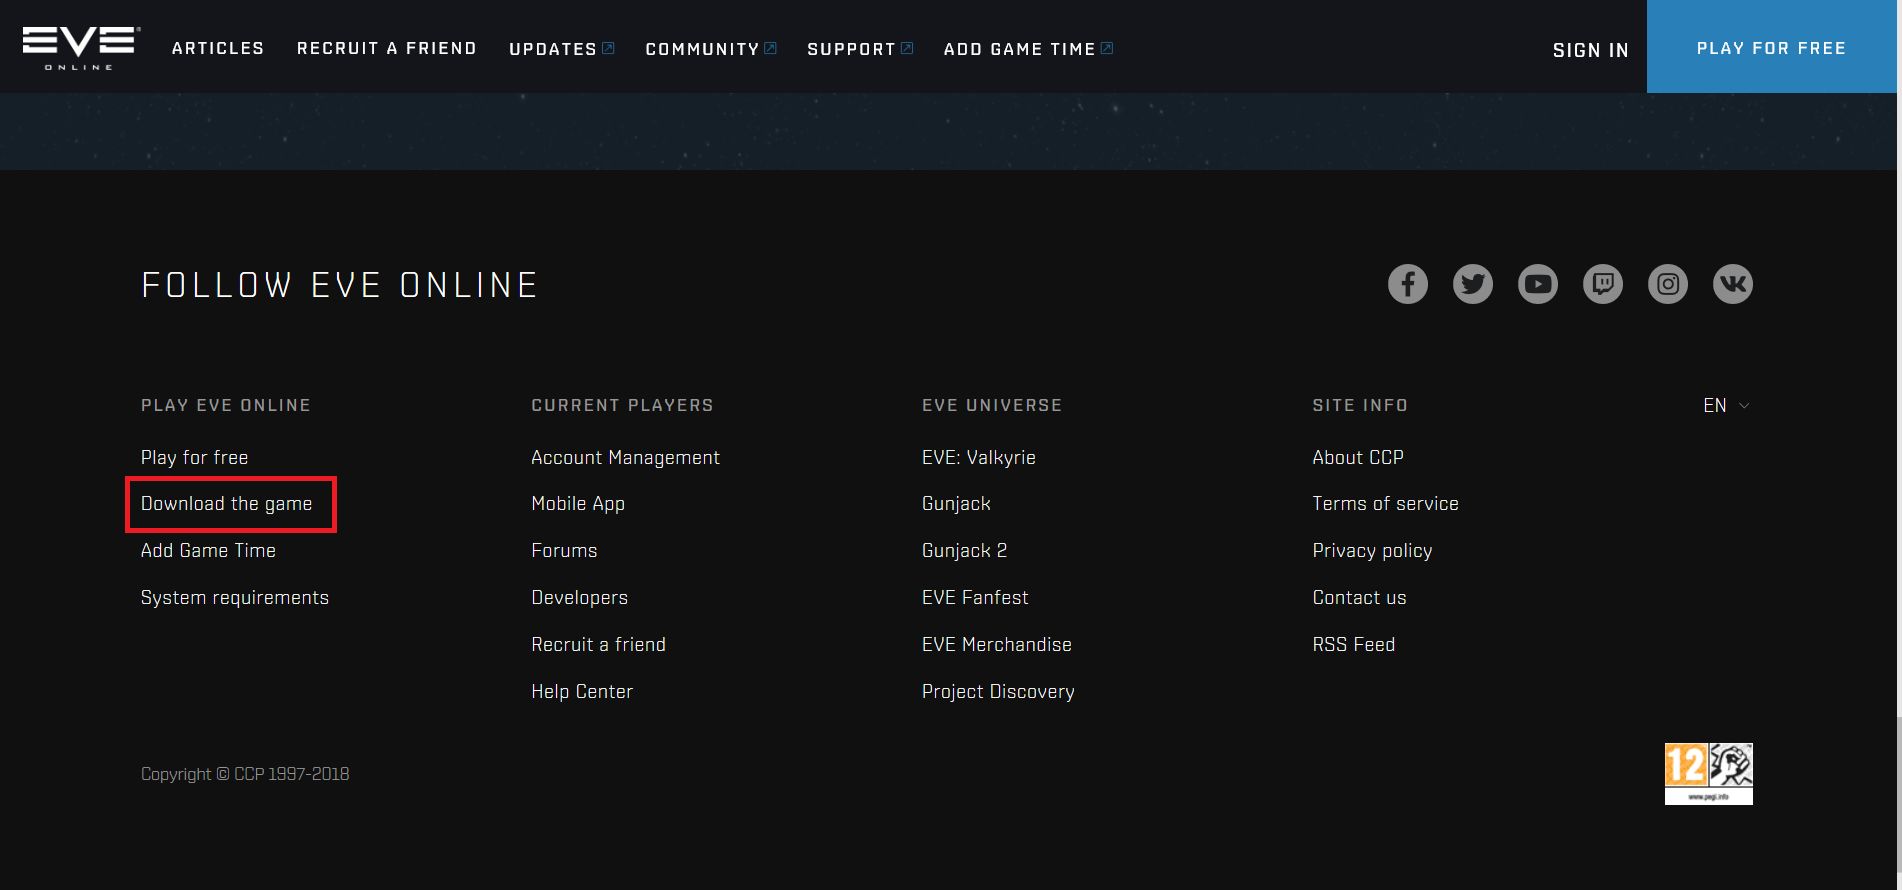 EVE
ONLINE
ARTICLES
RECRUIT A FRIEND
UPDATES
COMMUNITY
SUPPORT
ADD GAME TIME
SIGN IN
PLAY FOR FREE
FOLLOW EVE ONLINE
PLAY EVE ONLINE
Play for free
Download the game
Add Game Time
System requirements
CURRENT PLAYERS
Account Management
Mobile App
Forums
Developers
Recruit a friend
Help Center
EVE UNIVERSE
EVE: Valkyrie
Gunjack
Gunjack 2
EVE Fanfest
EVE Merchandise
Project Discovery
SITE INFO
About CCP
Terms of service
Privacy policy
Contact us
RSS Feed
EN
Copyright © CCP 1997-2018
12
www.pegi.info